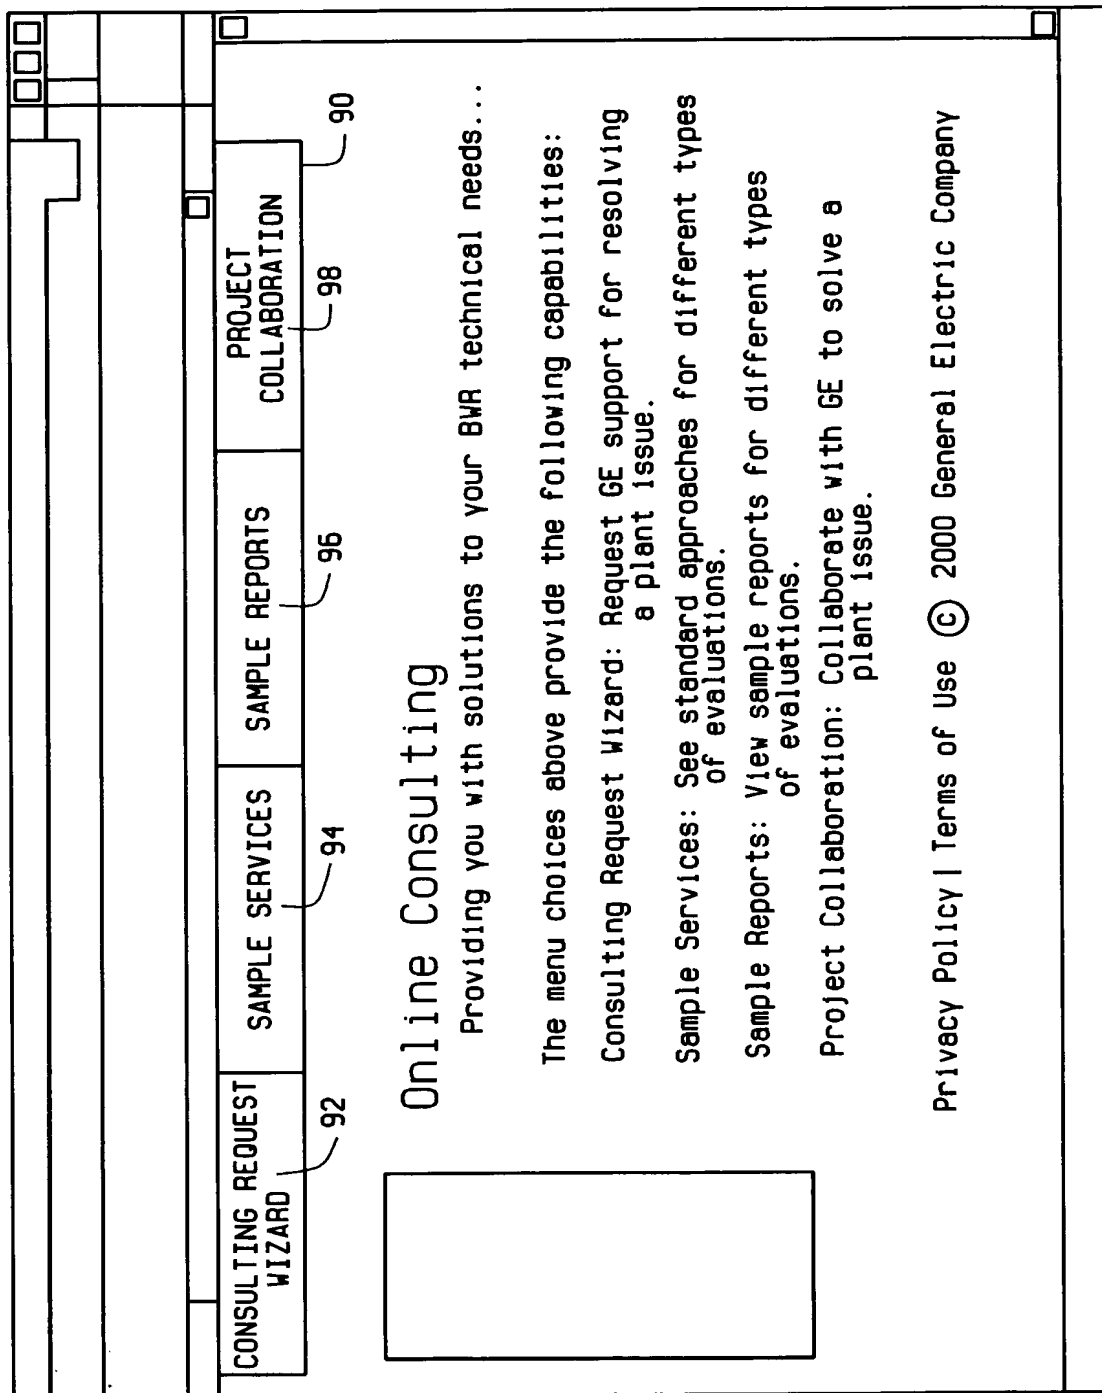 CONSULTING REQUEST
WIZARD
SAMPLE SERVICES
SAMPLE REPORTS
PROJECT
COLLABORATION
92
94
96
98
90
Online Consulting
Providing you with solutions to your BWR technical needs...
The menu choices above provide the following capabilities:
Consulting Request Wizard: Request GE support for resolving
a plant issue.
Sample Services: See standard approaches for different types
of evaluations.
Sample Reports: View sample reports for different types
of evaluations.
Project Collaboration: Collaborate with GE to solve a
plant issue.
Privacy Policy| Terms of Use © 2000 General Electric Company